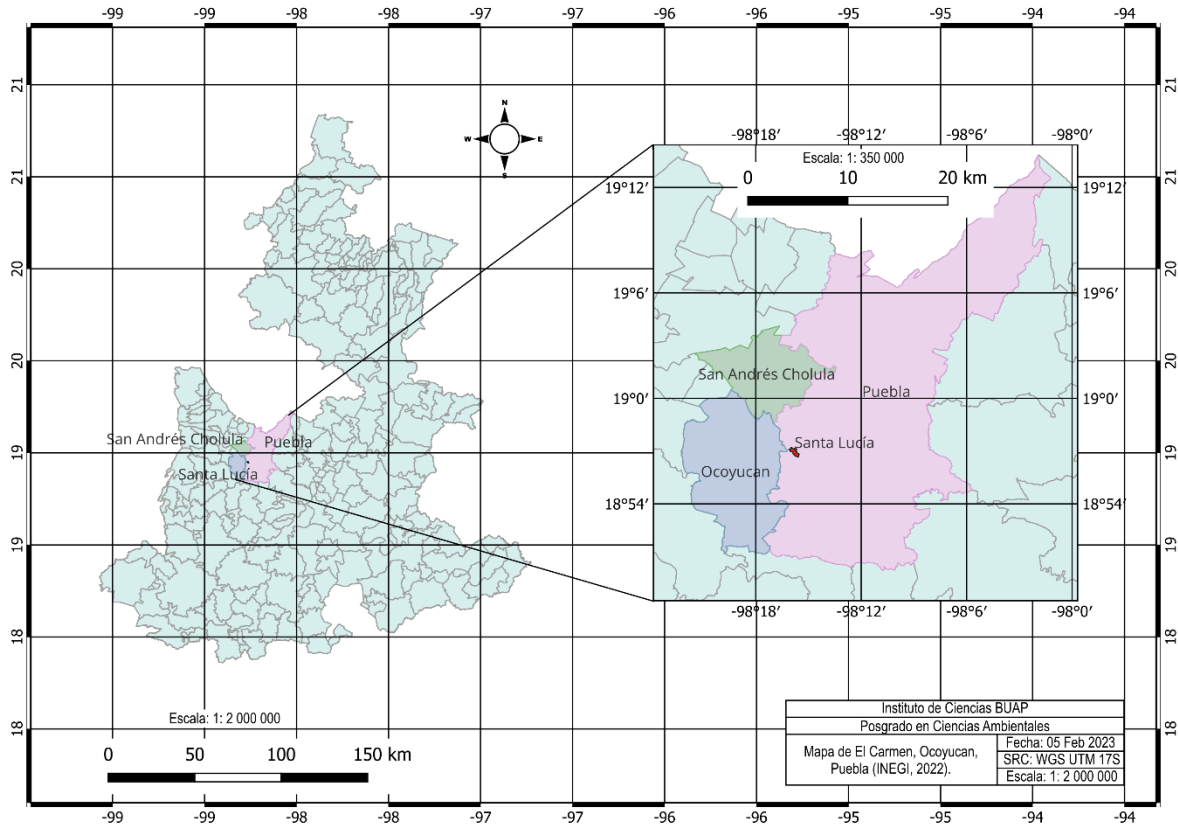 -99 -99 -98 -98 -97 -97 -96 -96 -95 -95 -94 -94
21
21
20
20
19
19
18
18
21
21
20
20
19
19
18
18
N
W E
S
San Andrés Cholula
Puebla
Santa Lucía
Escala: 1: 2 000 000
0 50 100 150 km
-98°18′ -98°12′ -98°6′ -98°0′
Escala: 1: 350 000
0 10 20 km
19°12′ 19°12′
19°6′ 19°6′
19°0′ 19°0′
18°54′ 18°54′
San Andrés Cholula
Puebla
Santa Lucía
Ocoyucan
-98°18′ -98°12′ -98°6′ -98°0′
Instituto de Ciencias BUAP
Posgrado en Ciencias Ambientales
Mapa de El Carmen, Ocoyucan,
Puebla (INEGI, 2022).
Fecha: 05 Feb 2023
SRC: WGS UTM 17S
Escala: 1: 2 000 000
-99 -99 -98 -98 -97 -97 -96 -96 -95 -95 -94 -94